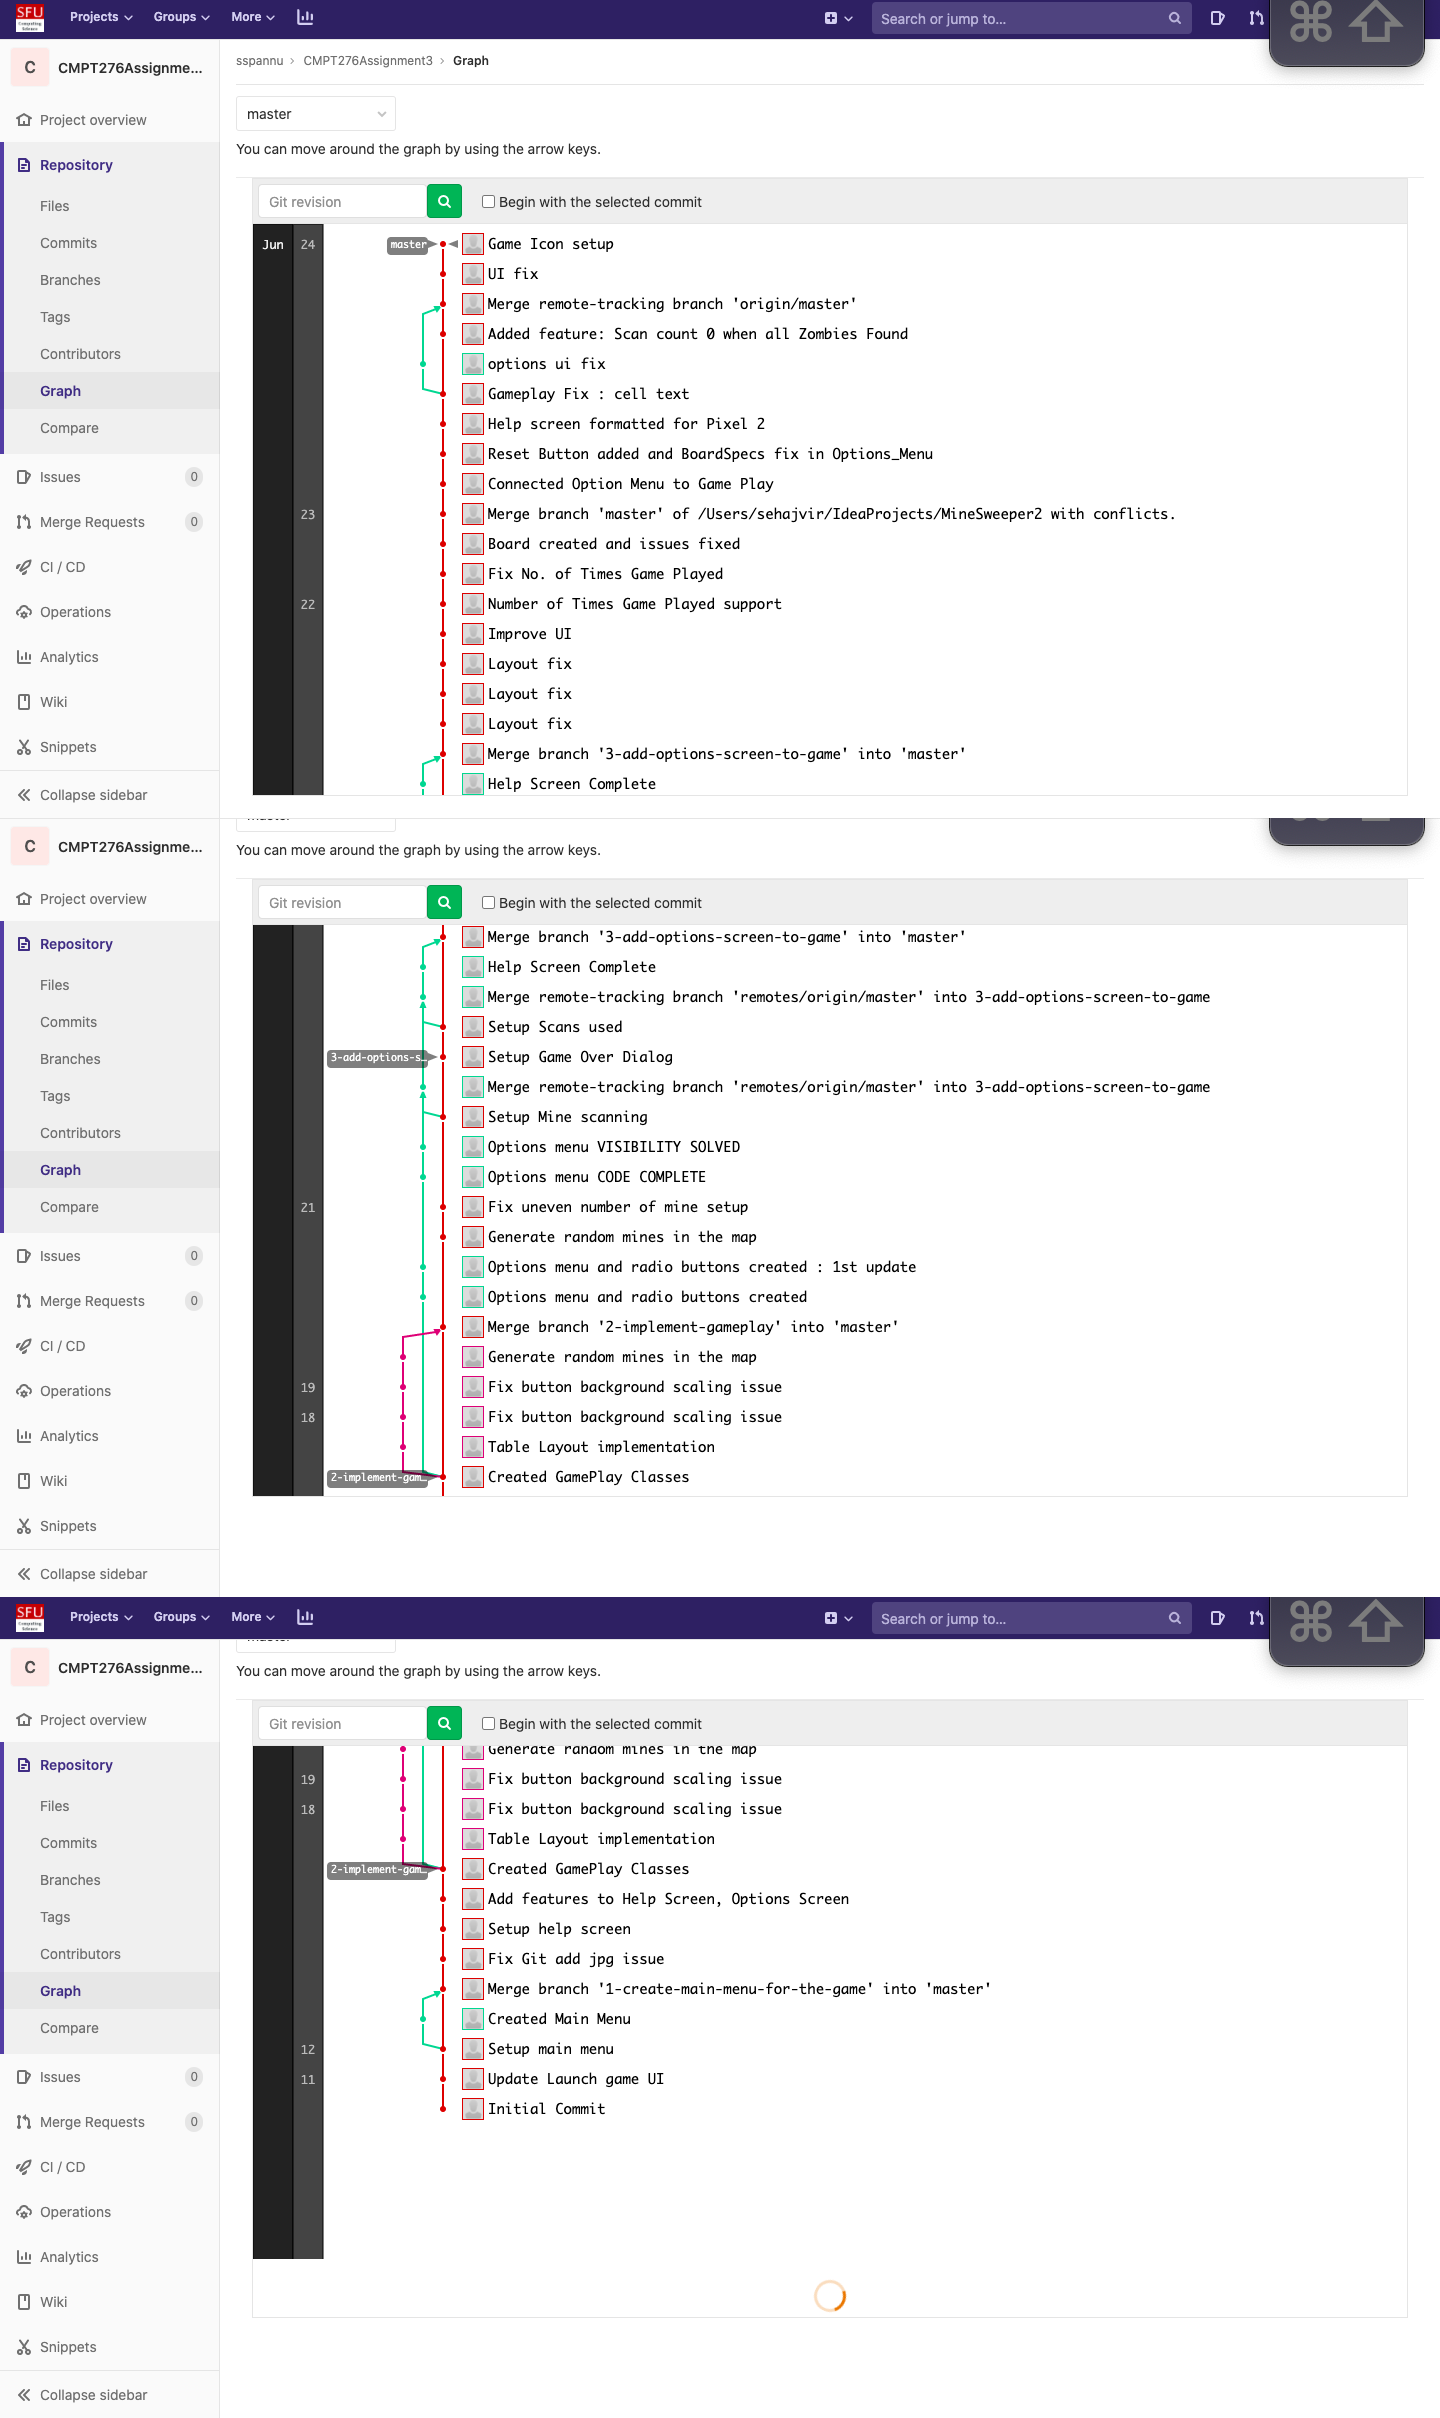 SFU Computing Science Projects Groups More Search or jump to...
C CMPT276Assignme...
sspannu > CMPT276Assignment3 > Graph
master
Project overview
You can move around the graph by using the arrow keys.
Repository
Git revision Begin with the selected commit
Files
Commits
Branches
Tags
Contributors
Graph
Compare
Issues 0
Merge Requests 0
CI / CD
Operations
Analytics
Wiki
Snippets
Collapse sidebar
Jun 24 master Game Icon setup
UI fix
Merge remote-tracking branch 'origin/master'
Added feature: Scan count 0 when all Zombies Found
options ui fix
Gameplay Fix : cell text
Help screen formatted for Pixel 2
Reset Button added and BoardSpecs fix in Options_Menu
Connected Option Menu to Game Play
23 Merge branch 'master' of /Users/sehajvir/IdeaProjects/MineSweeper2 with conflicts.
Board created and issues fixed
Fix No. of Times Game Played
22 Number of Times Game Played support
Improve UI
Layout fix
Layout fix
Layout fix
Merge branch '3-add-options-screen-to-game' into 'master'
Help Screen Complete
C CMPT276Assignme...
You can move around the graph by using the arrow keys.
Project overview
Repository
Git revision Begin with the selected commit
Files
Commits
Branches
Tags
Contributors
Graph
Compare
Issues 0
Merge Requests 0
CI / CD
Operations
Analytics
Wiki
Snippets
Collapse sidebar
Merge branch '3-add-options-screen-to-game' into 'master'
Help Screen Complete
Merge remote-tracking branch 'remotes/origin/master' into 3-add-options-screen-to-game
Setup Scans used
3-add-options-s… Setup Game Over Dialog
Merge remote-tracking branch 'remotes/origin/master' into 3-add-options-screen-to-game
Setup Mine scanning
Options menu VISIBILITY SOLVED
Options menu CODE COMPLETE
21 Fix uneven number of mine setup
Generate random mines in the map
Options menu and radio buttons created : 1st update
Options menu and radio buttons created
Merge branch '2-implement-gameplay' into 'master'
Generate random mines in the map
19 Fix button background scaling issue
18 Fix button background scaling issue
Table Layout implementation
2-implement-gam… Created GamePlay Classes
SFU Computing Science Projects Groups More Search or jump to...
C CMPT276Assignme...
You can move around the graph by using the arrow keys.
Project overview
Repository
Git revision Begin with the selected commit
Files
Commits
Branches
Tags
Contributors
Graph
Compare
Issues 0
Merge Requests 0
CI / CD
Operations
Analytics
Wiki
Snippets
Collapse sidebar
Generate random mines in the map
19 Fix button background scaling issue
18 Fix button background scaling issue
Table Layout implementation
2-implement-gam… Created GamePlay Classes
Add features to Help Screen, Options Screen
Setup help screen
Fix Git add jpg issue
Merge branch '1-create-main-menu-for-the-game' into 'master'
Created Main Menu
12 Setup main menu
11 Update Launch game UI
Initial Commit